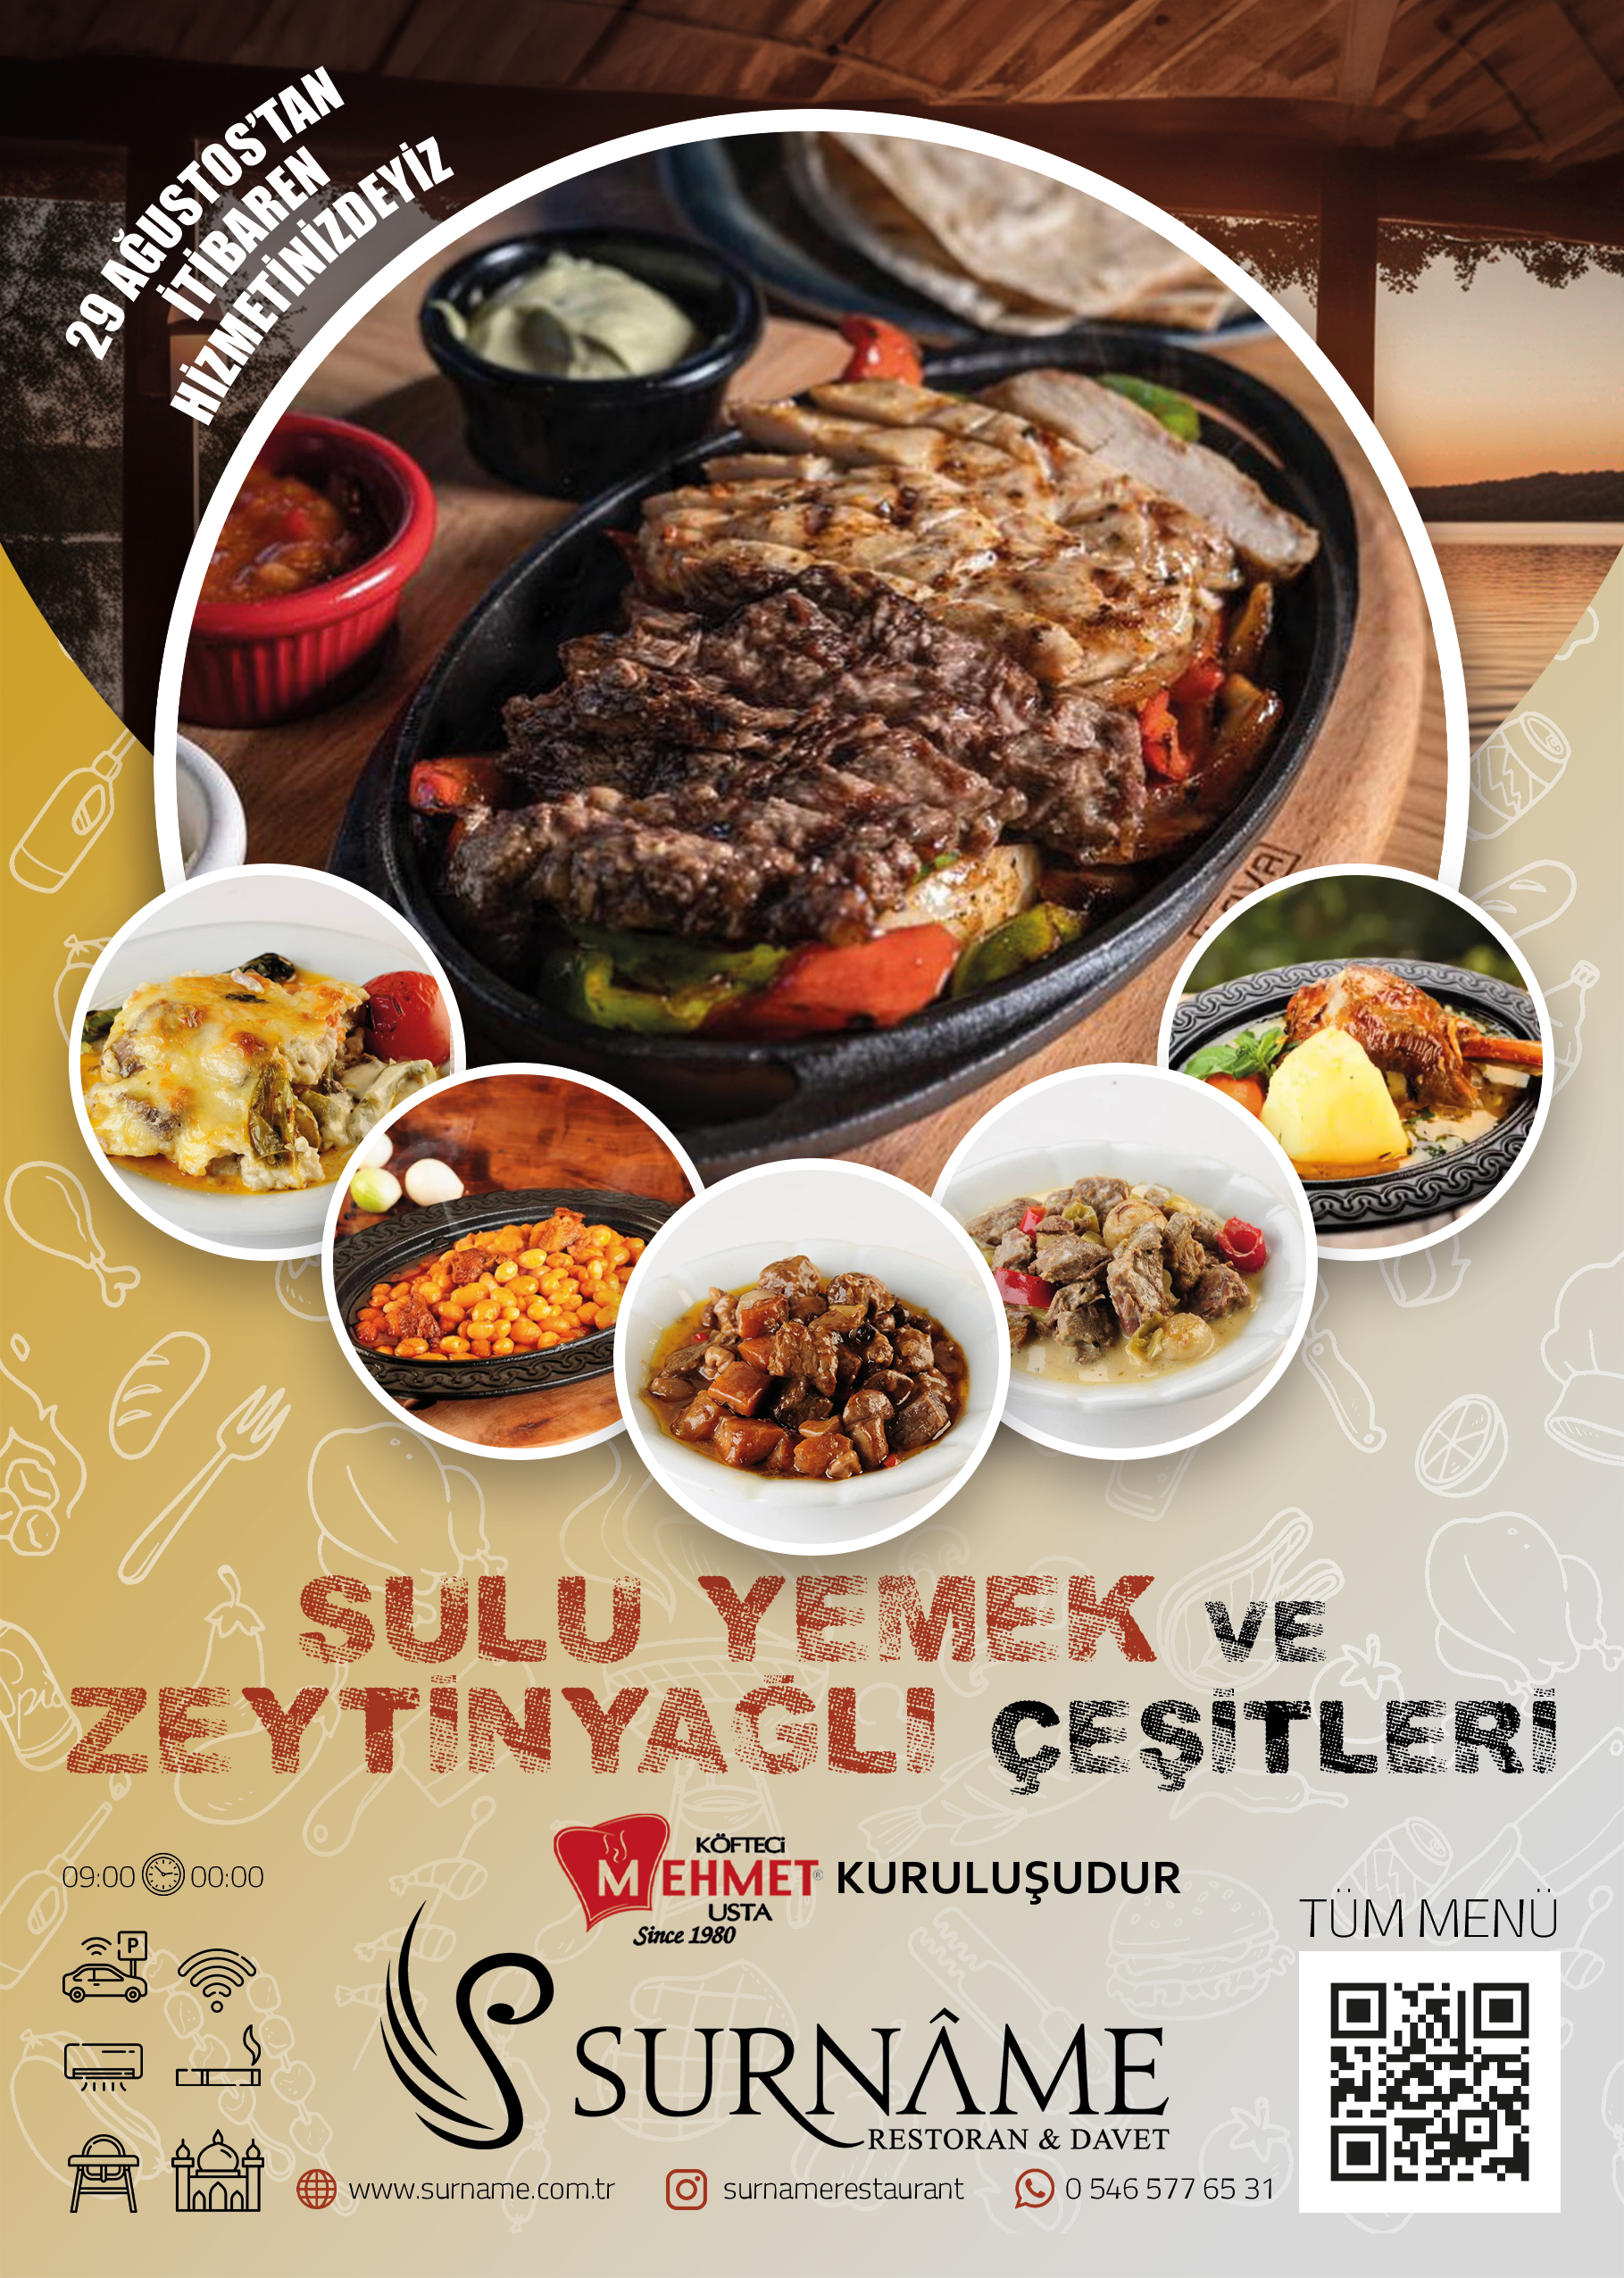 29 AĞUSTOS'TAN
İTİBAREN
HİZMETİNİZDEYİZ
SULU YEMEK VE
ZEYTİNYAĞLI ÇEŞİTLERİ
09:00 00:00
P
KÖFTECİ
MEHMET®
USTA
Since 1980
KURULUŞUDUR
TÜM MENÜ
SURNÂME
RESTORAN & DAVET
www.surname.com.tr
surnamerestaurant
0 546 577 65 31